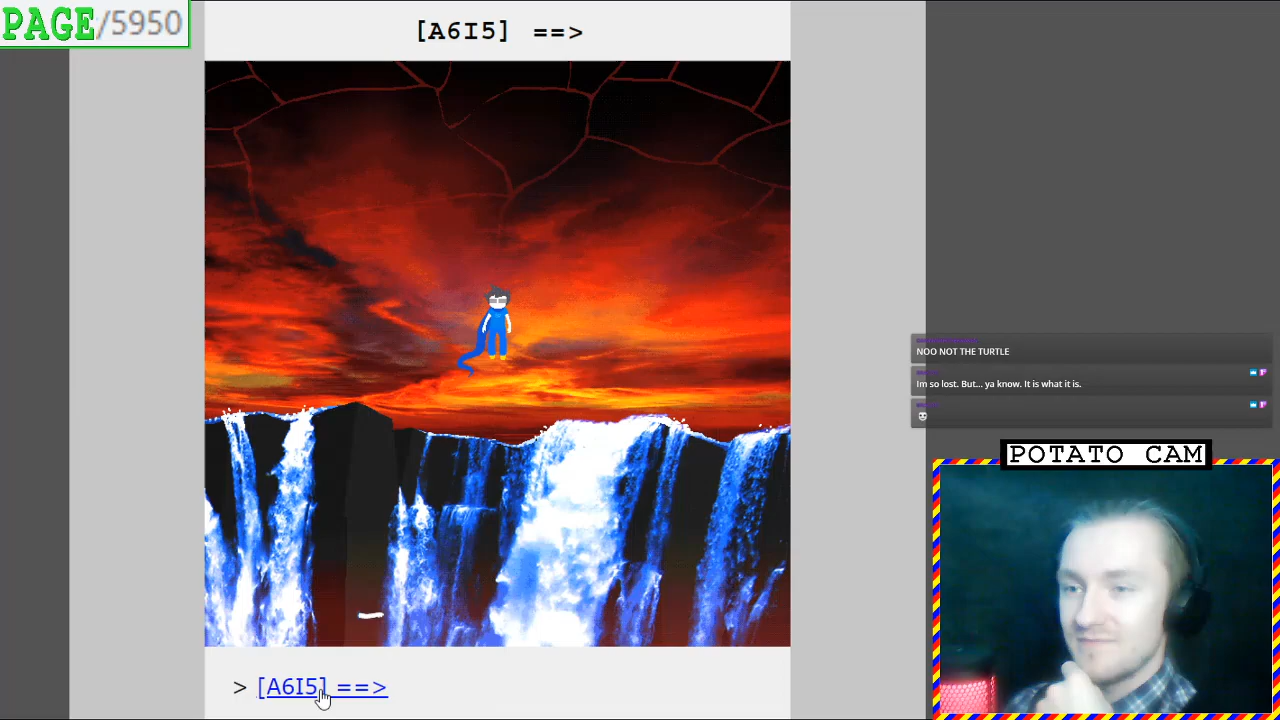 PAGE/5950
[A6I5] ==>
NOO NOT THE TURTLE
Im so lost. But... ya know. It is what it is.
POTATO CAM
> [A6I5] ==>